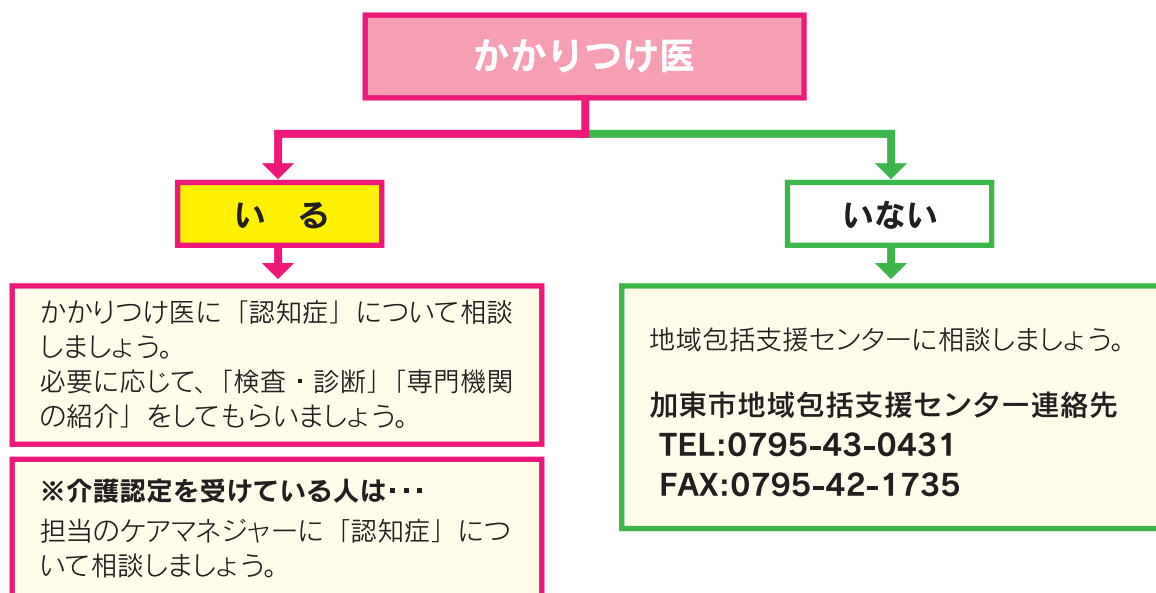 かかりつけ医
い る
いない
かかりつけ医に「認知症」について相談
しましょう。
必要に応じて、「検査・診断」「専門機関
の紹介」をしてもらいましょう。
※介護認定を受けている人は･･･
担当のケアマネジャーに「認知症」につ
いて相談しましょう。
地域包括支援センターに相談しましょう。
加東市地域包括支援センター連絡先
TEL:0795-43-0431
FAX:0795-42-1735